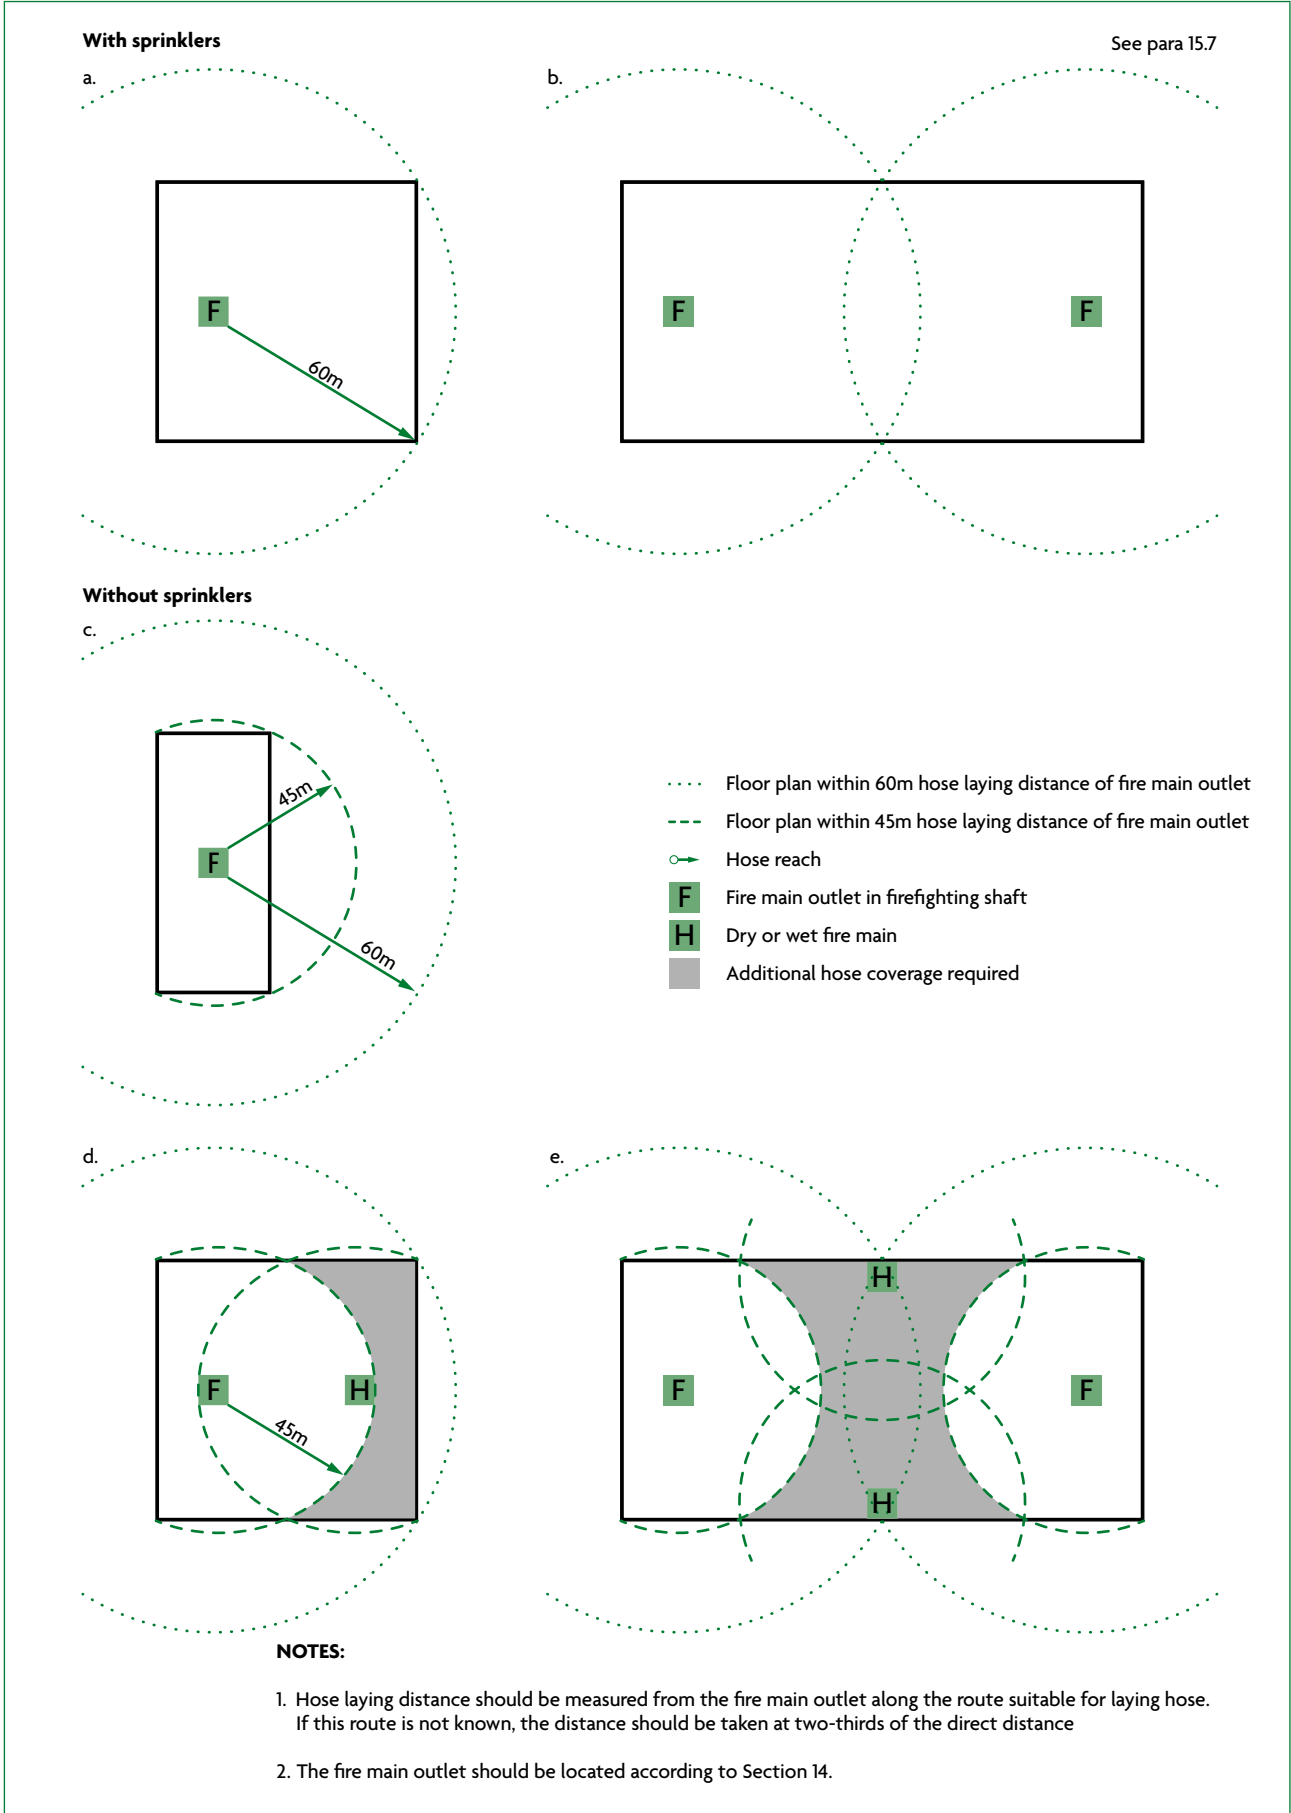 With sprinklers
See para 15.7
a.
b.
F
60m
F
F
Without sprinklers
c.
45m
F
60m
Floor plan within 60m hose laying distance of fire main outlet
Floor plan within 45m hose laying distance of fire main outlet
Hose reach
F Fire main outlet in firefighting shaft
H Dry or wet fire main
Additional hose coverage required
d.
e.
H
F
H
45m
F
F
H
NOTES:
1. Hose laying distance should be measured from the fire main outlet along the route suitable for laying hose.
If this route is not known, the distance should be taken at two-thirds of the direct distance
2. The fire main outlet should be located according to Section 14.